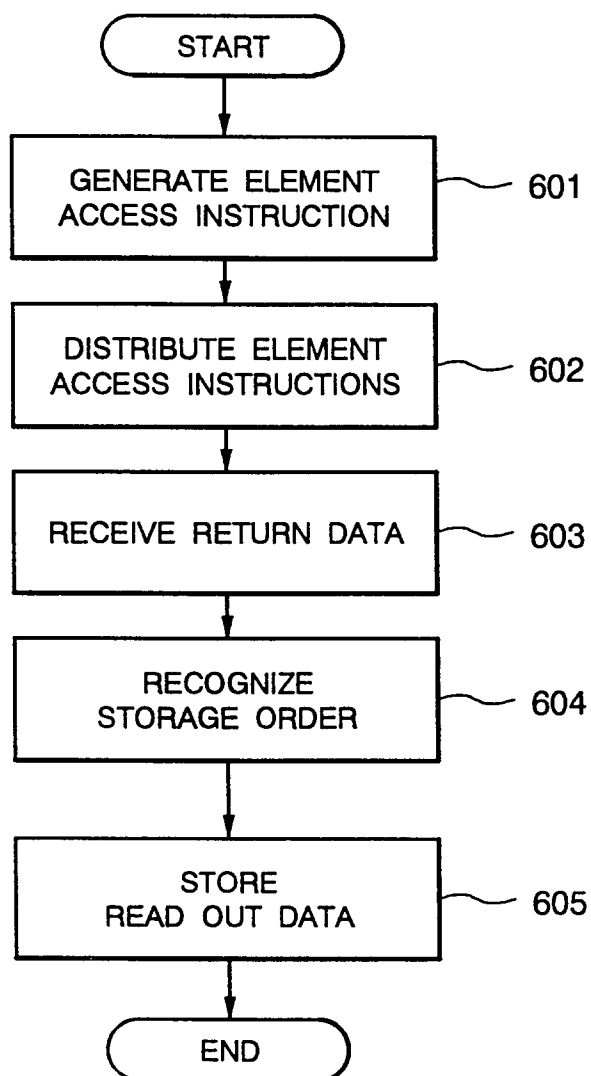 START
GENERATE ELEMENT
ACCESS INSTRUCTION
601
DISTRIBUTE ELEMENT
ACCESS INSTRUCTIONS
602
RECEIVE RETURN DATA
603
RECOGNIZE
STORAGE ORDER
604
STORE
READ OUT DATA
605
END